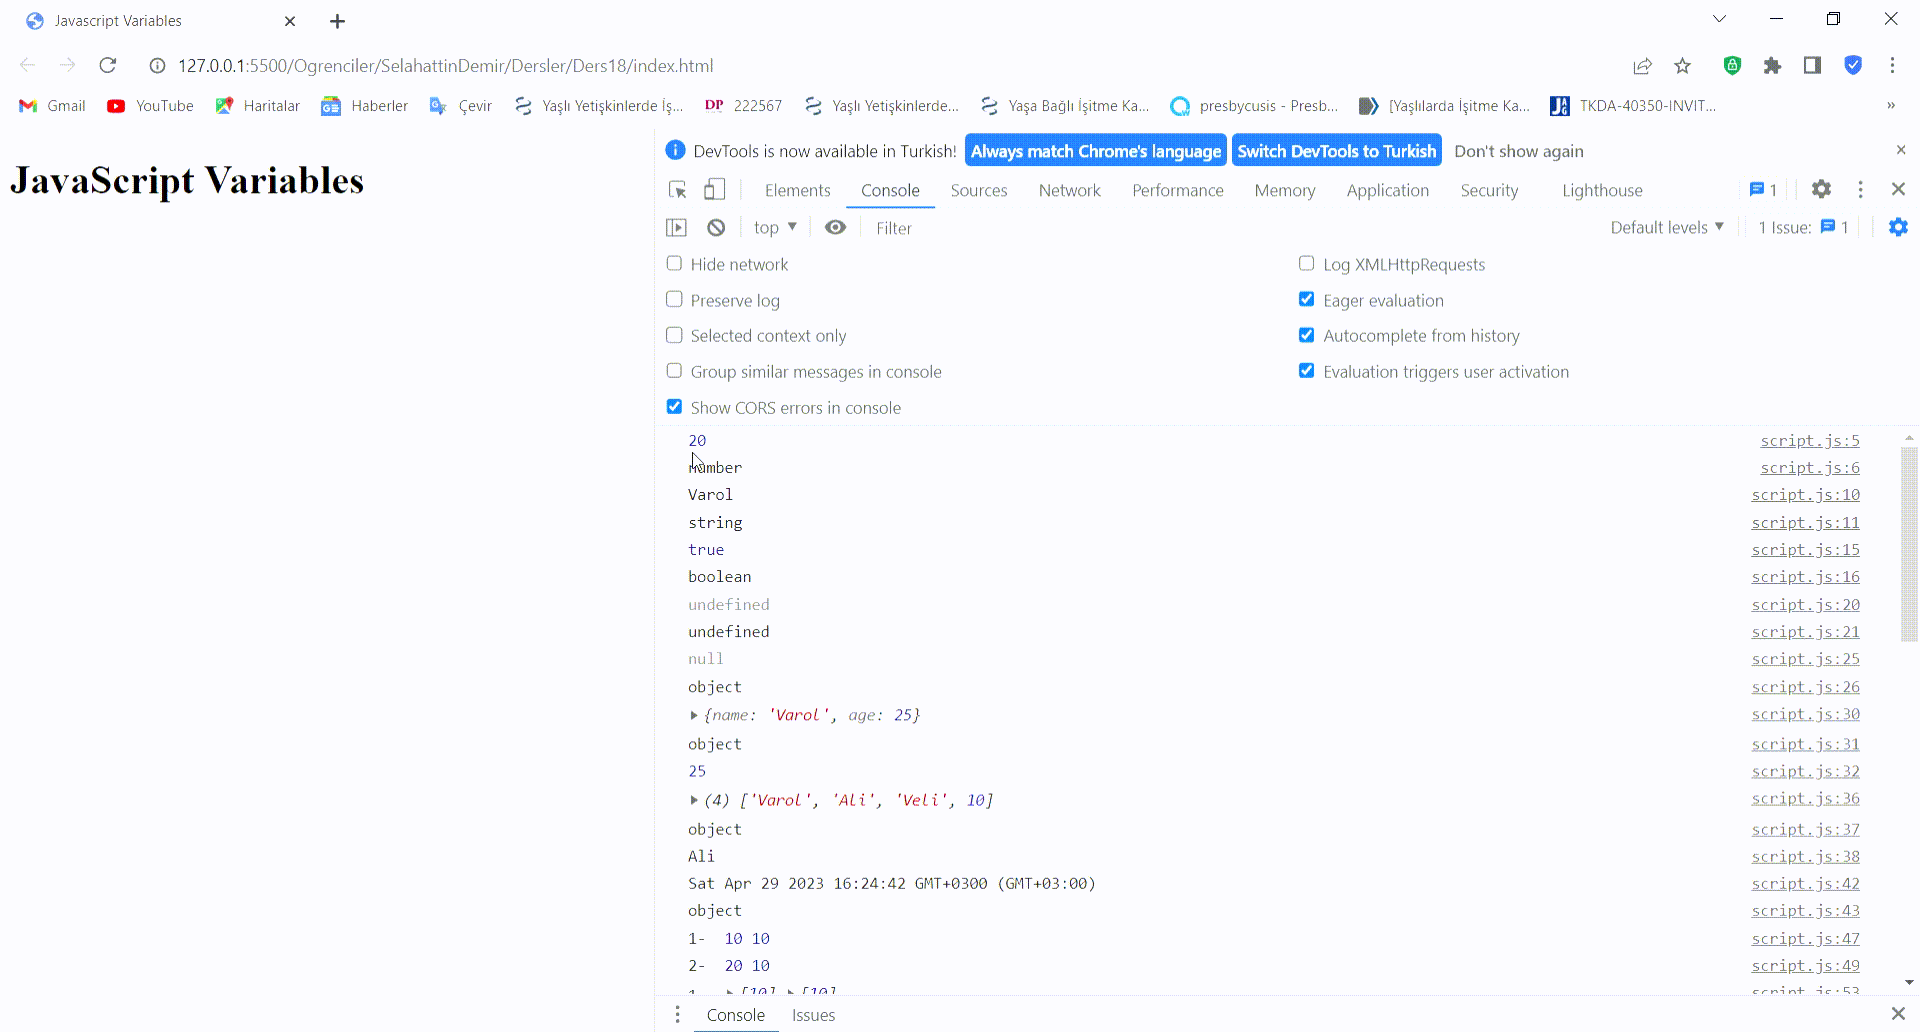 Javascript Variables
127.0.0.1:5500/Ogrenciler/SelahattinDemir/Dersler/Ders18/index.html
Gmail YouTube Haritalar Haberler Çevir Yaşlı Yetişkinlerde İş... DP 222567 Yaşlı Yetişkinlerde... Yaşa Bağlı İşitme Ka... presbycusis - Presb... [Yaşlılarda İşitme Ka... TKDA-40350-INVIT... »
JavaScript Variables
DevTools is now available in Turkish! Always match Chrome's language Switch DevTools to Turkish Don't show again
Elements Console Sources Network Performance Memory Application Security Lighthouse 1
top Filter Default levels 1 Issue: 1
Hide network Log XMLHttpRequests
Preserve log Eager evaluation
Selected context only Autocomplete from history
Group similar messages in console Evaluation triggers user activation
Show CORS errors in console
20 script.js:5
number script.js:6
Varol script.js:10
string script.js:11
true script.js:15
boolean script.js:16
undefined script.js:20
undefined script.js:21
null script.js:25
object script.js:26
{name: 'Varol', age: 25} script.js:30
object script.js:31
25 script.js:32
(4) ['Varol', 'Ali', 'Veli', 10] script.js:36
object script.js:37
Ali script.js:38
Sat Apr 29 2023 16:24:42 GMT+0300 (GMT+03:00) script.js:42
object script.js:43
1- 10 10 script.js:47
2- 20 10 script.js:49
[10] [10] script.js:53
Console Issues